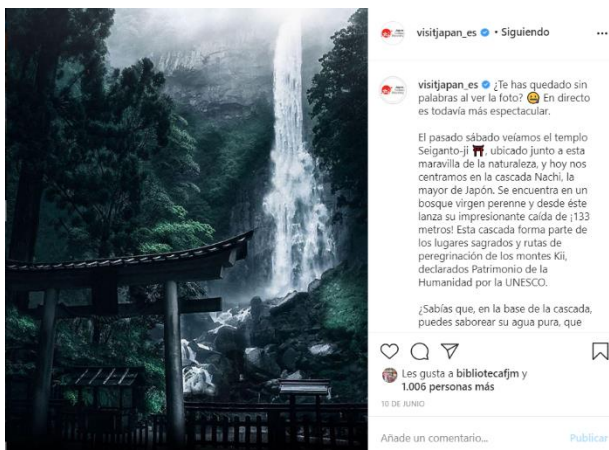 visitjapan_es • Siguiendo
visitjapan_es ¿Te has quedado sin
palabras al ver la foto? 🤐 En directo
es todavía más espectacular.
El pasado sábado veíamos el templo
Seiganto-ji ⛩, ubicado junto a esta
maravilla de la naturaleza, y hoy nos
centramos en la cascada Nachi, la
mayor de Japón. Se encuentra en un
bosque virgen perenne y desde éste
lanza su impresionante caída de ¡133
metros! Esta cascada forma parte de
los lugares sagrados y rutas de
peregrinación de los montes Kii,
declarados Patrimonio de la
Humanidad por la UNESCO.
¿Sabías que, en la base de la cascada,
puedes saborear su agua pura, que
Les gusta a bibliotecafjm y
1.006 personas más
10 DE JUNIO
Añade un comentario...
Publicar